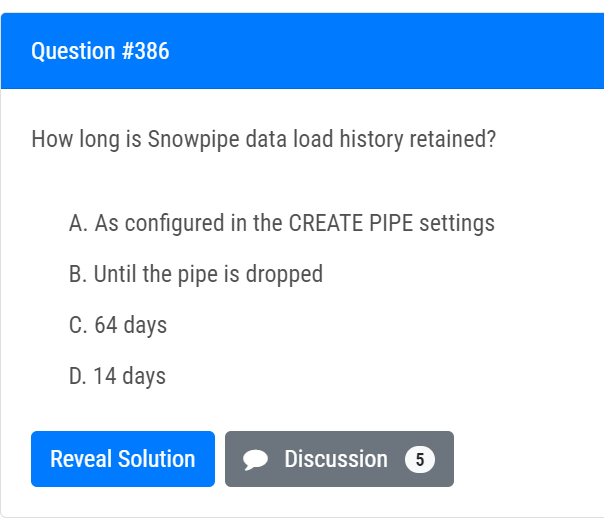 Question #386
How long is Snowpipe data load history retained?
A. As configured in the CREATE PIPE settings
B. Until the pipe is dropped
C. 64 days
D. 14 days
Reveal Solution
Discussion 5